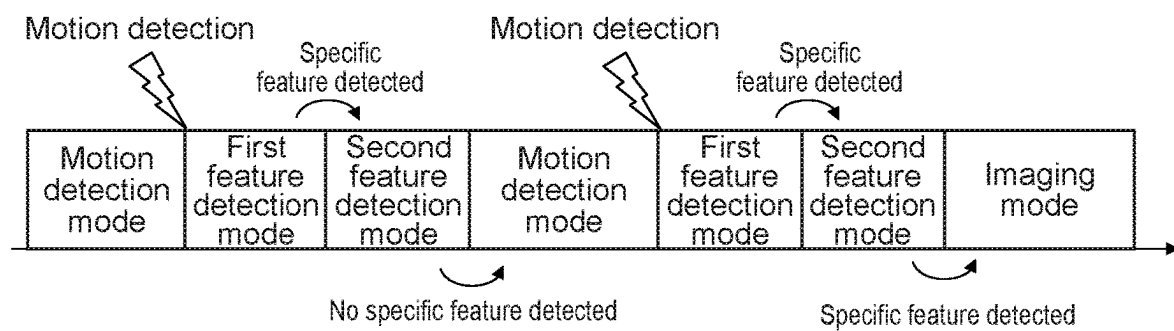 Motion detection
Motion detection
Specific
feature detected
Specific
feature detected
Motion
detection
mode
First
feature
detection
mode
Second
feature
detection
mode
Motion
detection
mode
First
feature
detection
mode
Second
feature
detection
mode
Imaging
mode
No specific feature detected
Specific feature detected